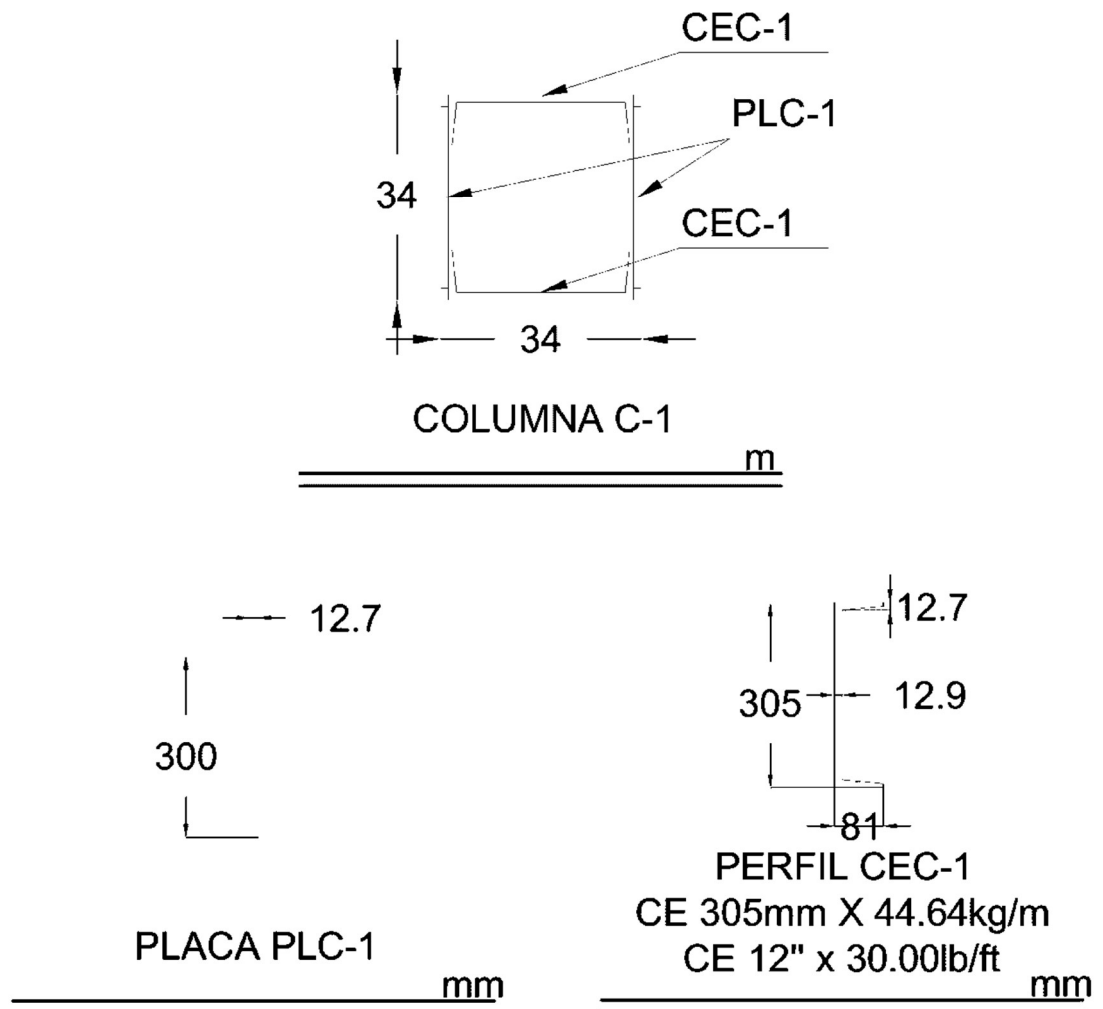 CEC-1
PLC-1
34
CEC-1
34
COLUMNA C-1
m
12.7
300
PLACA PLC-1
mm
12.7
305
12.9
81
PERFIL CEC-1
CE 305mm X 44.64kg/m
CE 12" x 30.00lb/ft
mm